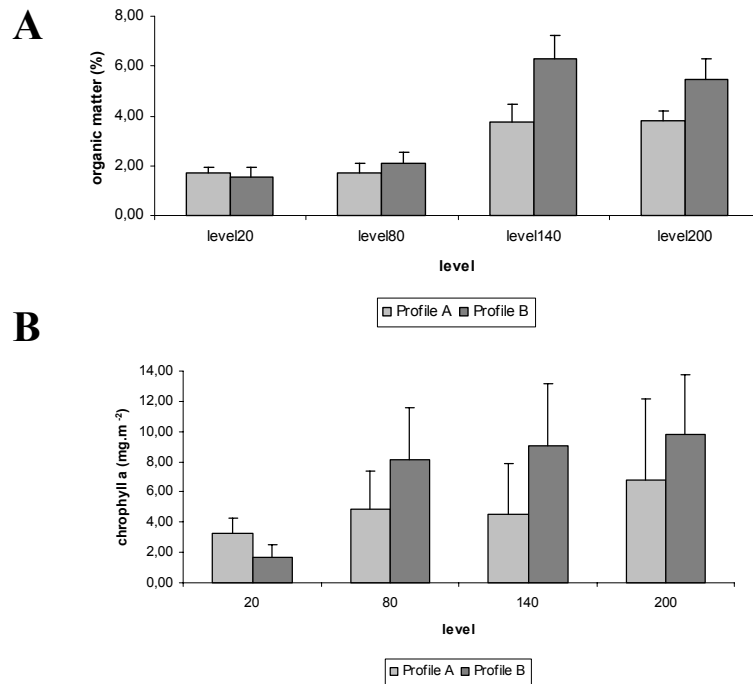 A
8,00
6,00
4,00
2,00
0,00
organic matter (%)
level20 level80 level140 level200
level
Profile A Profile B
B
14,00
12,00
10,00
8,00
6,00
4,00
2,00
0,00
chrophyll a (mg.m-2)
20 80 140 200
level
Profile A Profile B